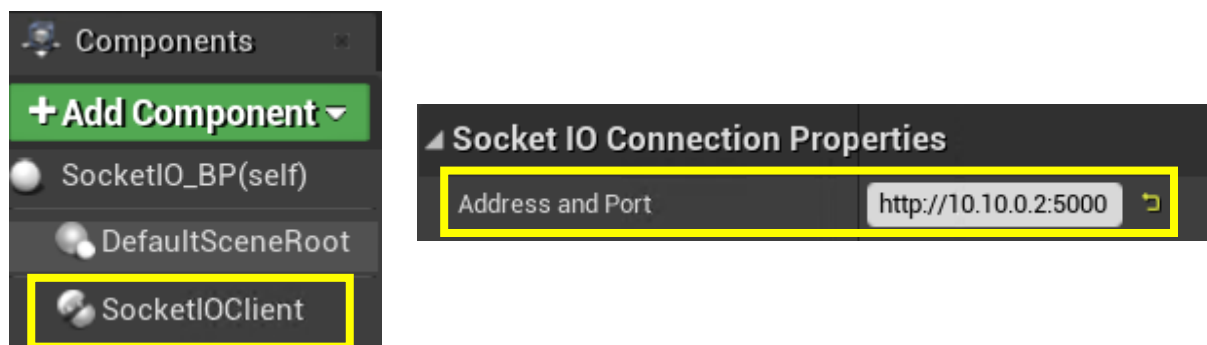 Components
+ Add Component
SocketIO_BP(self)
DefaultSceneRoot
SocketIOClient
Socket IO Connection Properties
Address and Port http://10.10.0.2:5000